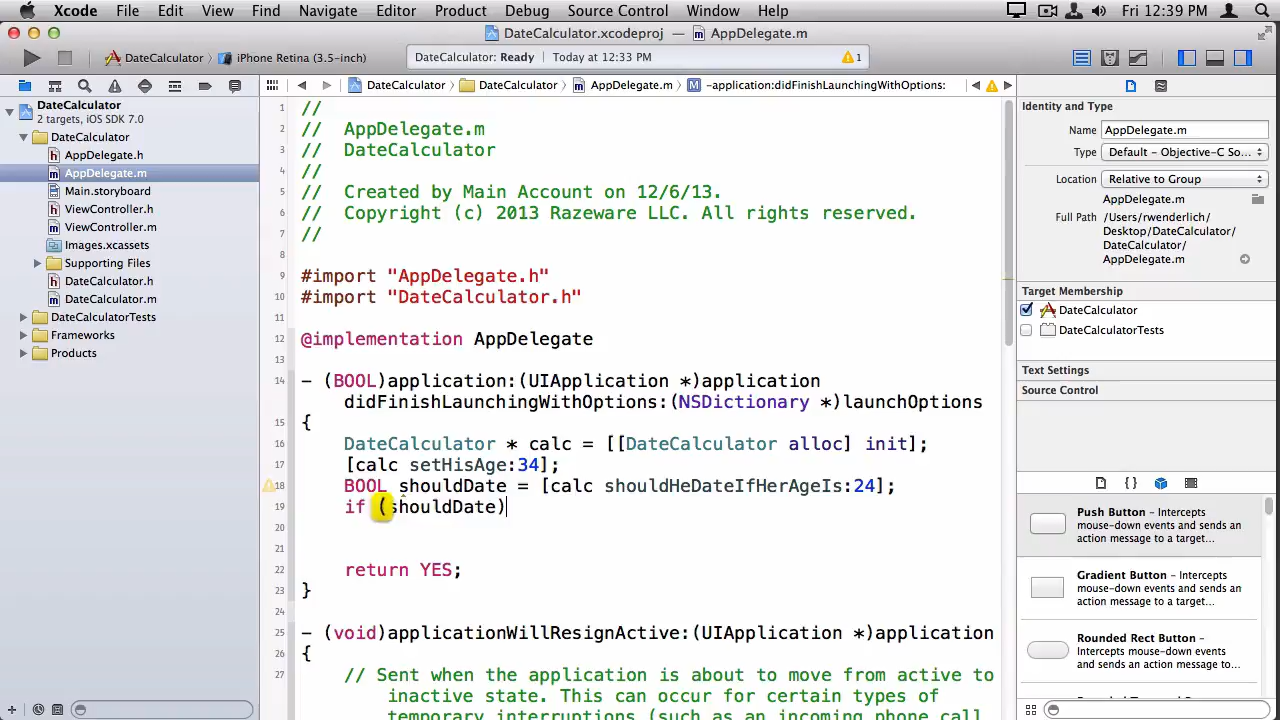 Xcode File Edit View Find Navigate Editor Product Debug Source Control Window Help Fri 12:39 PM
DateCalculator.xcodeproj — AppDelegate.m
DateCalculator iPhone Retina (3.5-inch) DateCalculator: Ready Today at 12:33 PM 1
DateCalculator DateCalculator AppDelegate.m -application:didFinishLaunchingWithOptions:
DateCalculator
2 targets, iOS SDK 7.0
DateCalculator
AppDelegate.h
AppDelegate.m
Main.storyboard
ViewController.h
ViewController.m
Images.xcassets
Supporting Files
DateCalculator.h
DateCalculator.m
DateCalculatorTests
Frameworks
Products
1 //
2 // AppDelegate.m
3 // DateCalculator
4 //
5 // Created by Main Account on 12/6/13.
6 // Copyright (c) 2013 Razeware LLC. All rights reserved.
7 //
8
9 #import "AppDelegate.h"
10 #import "DateCalculator.h"
11
12 @implementation AppDelegate
13
14 - (BOOL)application:(UIApplication *)application
didFinishLaunchingWithOptions:(NSDictionary *)launchOptions
15 {
16 DateCalculator * calc = [[DateCalculator alloc] init];
17 [calc setHisAge:34];
18 BOOL shouldDate = [calc shouldHeDateIfHerAgeIs:24];
19 if (shouldDate)
20
21
22 return YES;
23 }
24
25 - (void)applicationWillResignActive:(UIApplication *)application
26 {
27 // Sent when the application is about to move from active to
inactive state. This can occur for certain types of
temporary interruptions (such as an incoming phone call
Identity and Type
Name AppDelegate.m
Type Default - Objective-C So...
Location Relative to Group
AppDelegate.m
Full Path /Users/rwenderlich/
Desktop/DateCalculator/
DateCalculator/
AppDelegate.m
Target Membership
DateCalculator
DateCalculatorTests
Text Settings
Source Control
Push Button - Intercepts
mouse-down events and sends an
action message to a target...
Gradient Button - Intercepts
mouse-down events and sends an
action message to a target...
Rounded Rect Button -
Intercepts mouse-down events
and sends an action message to...